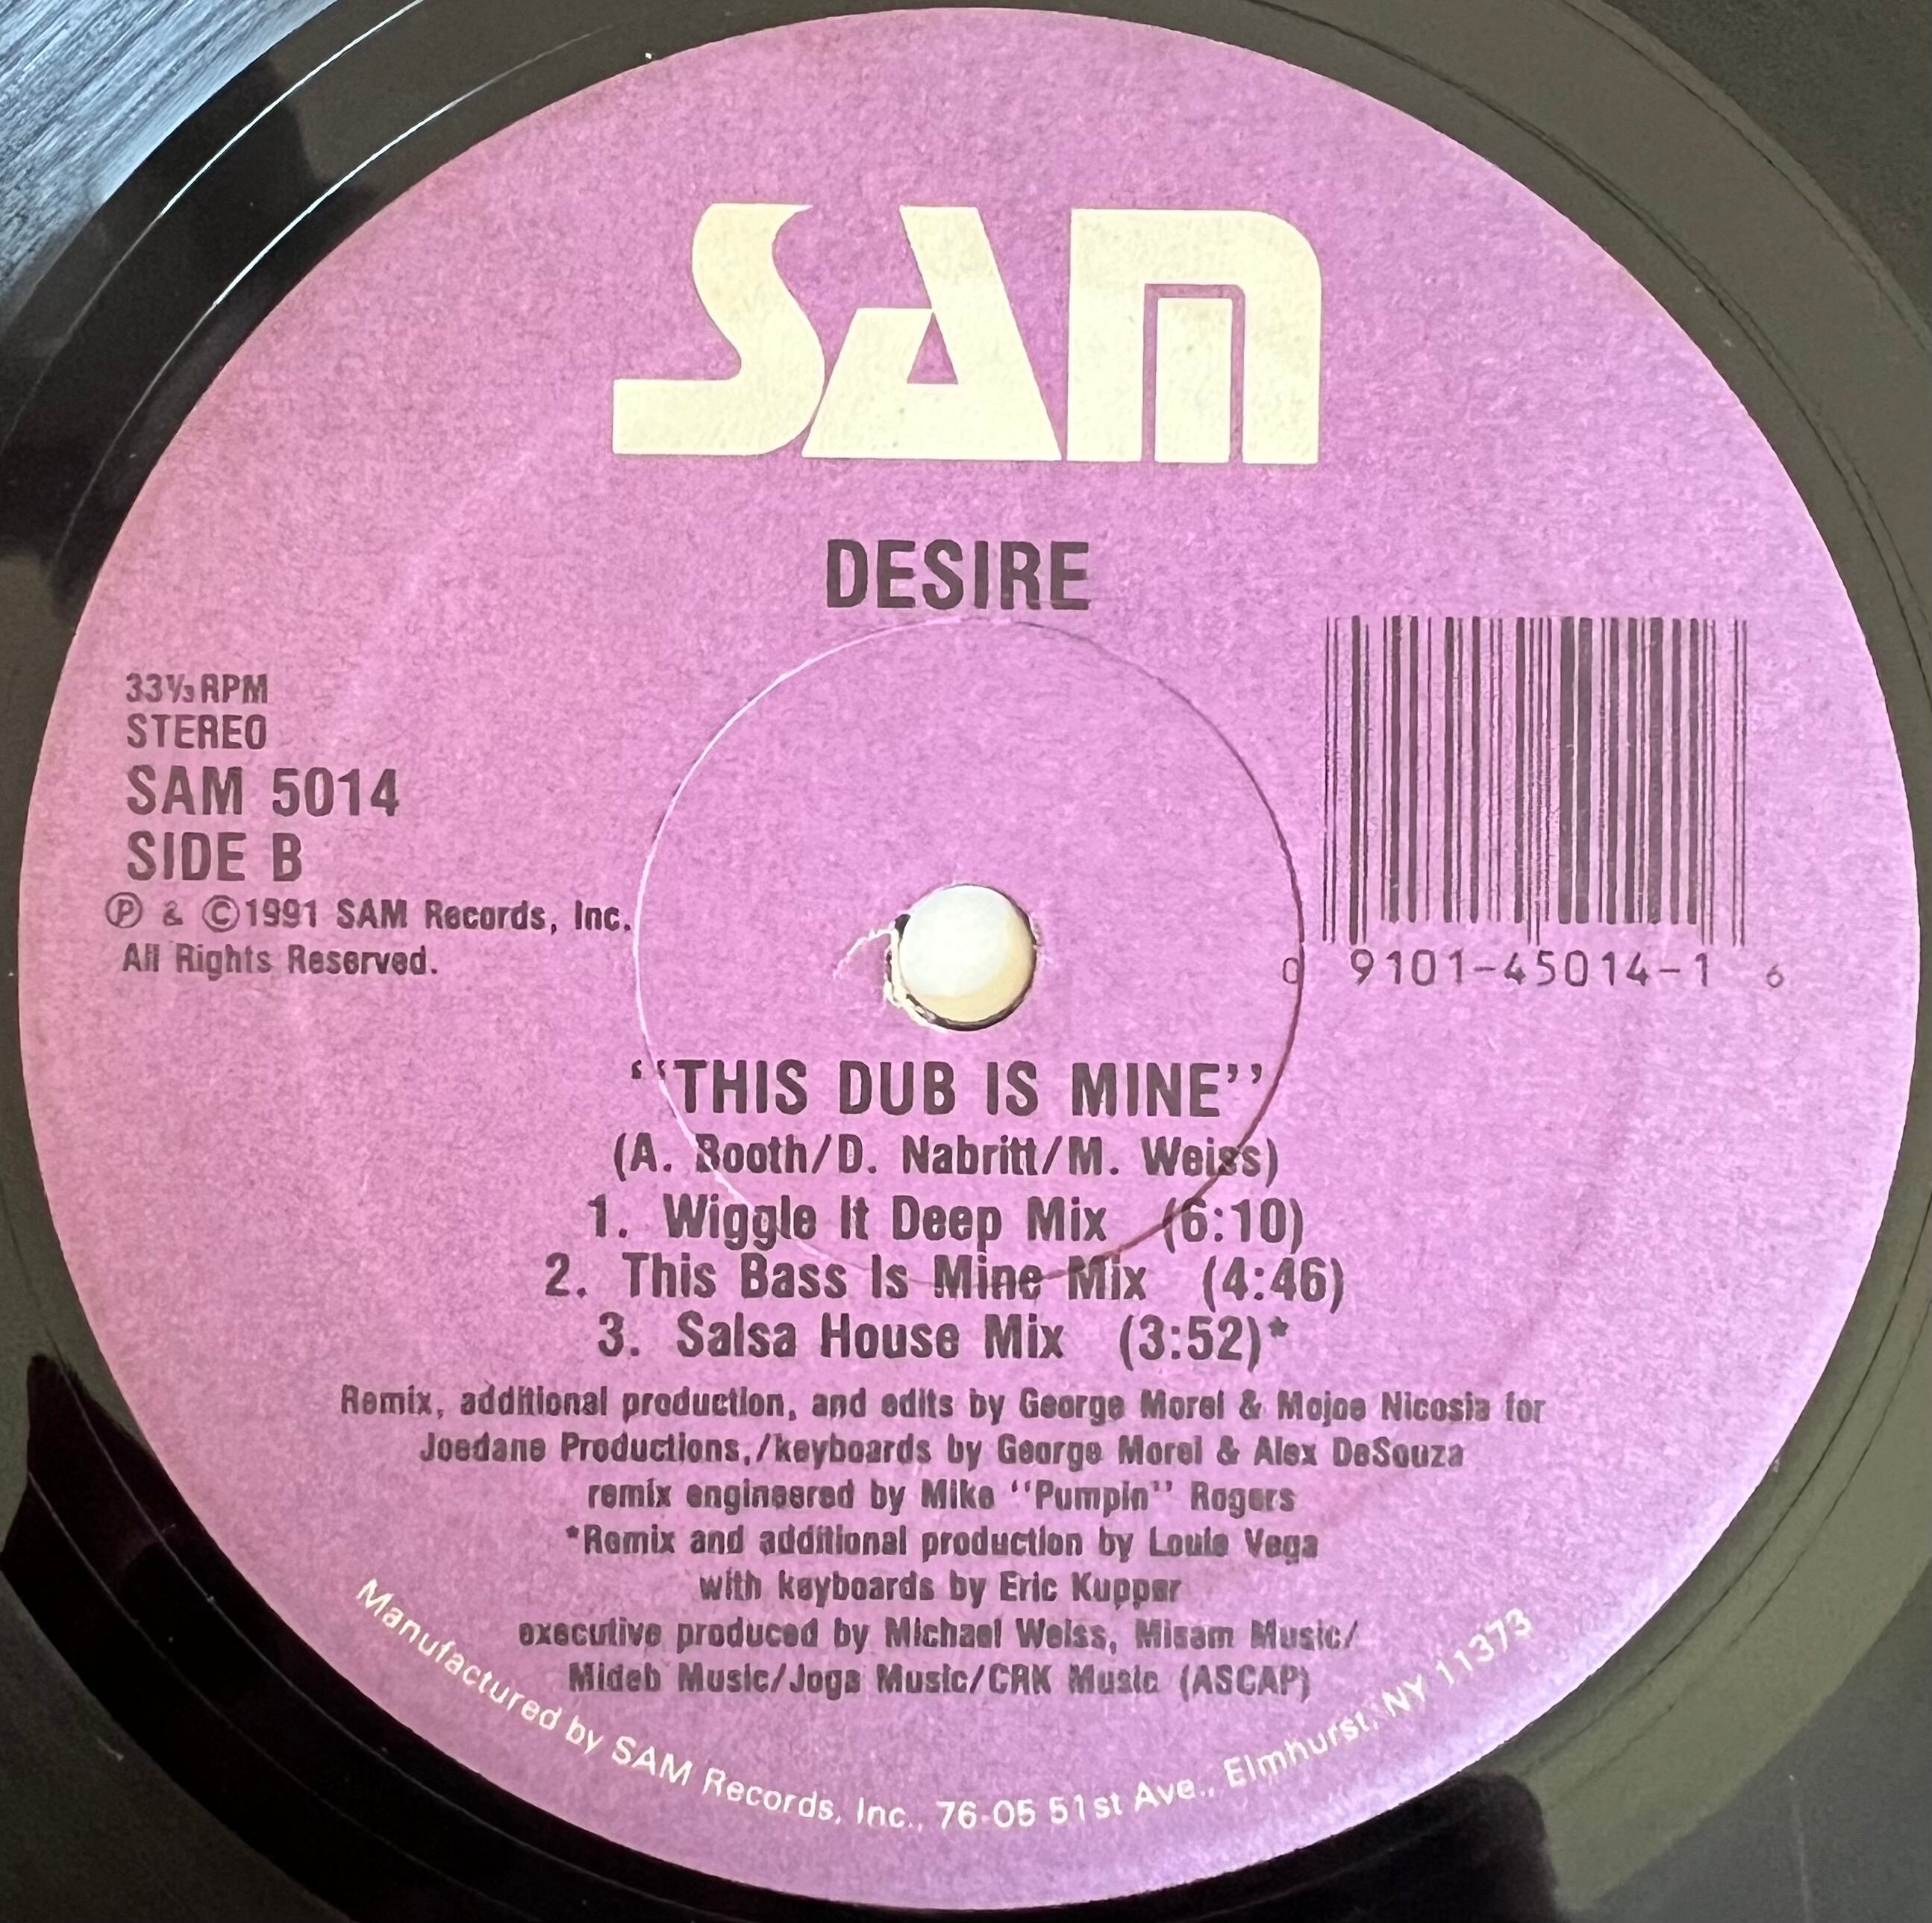 SAM
DESIRE
33⅓ RPM
STEREO
SAM 5014
SIDE B
Ⓟ & ©1991 SAM Records, Inc.
All Rights Reserved.
0 9101-45014-1 6
‘‘THIS DUB IS MINE’’
(A. Booth/D. Nabritt/M. Weiss)
1. Wiggle It Deep Mix (6:10)
2. This Bass Is Mine Mix (4:46)
3. Salsa House Mix (3:52)*
Remix, additional production, and edits by George Morel & Mojoe Nicosia for
Joedane Productions,/keyboards by George Morel & Alex DeSouza
remix engineered by Mike ‘‘Pumpin’’ Rogers
*Remix and additional production by Louie Vega
with keyboards by Eric Kupper
executive produced by Michael Weiss, Misam Music/
Mideb Music/Joga Music/CRK Music (ASCAP)
Manufactured by SAM Records, Inc., 76-05 51st Ave., Elmhurst, NY 11373